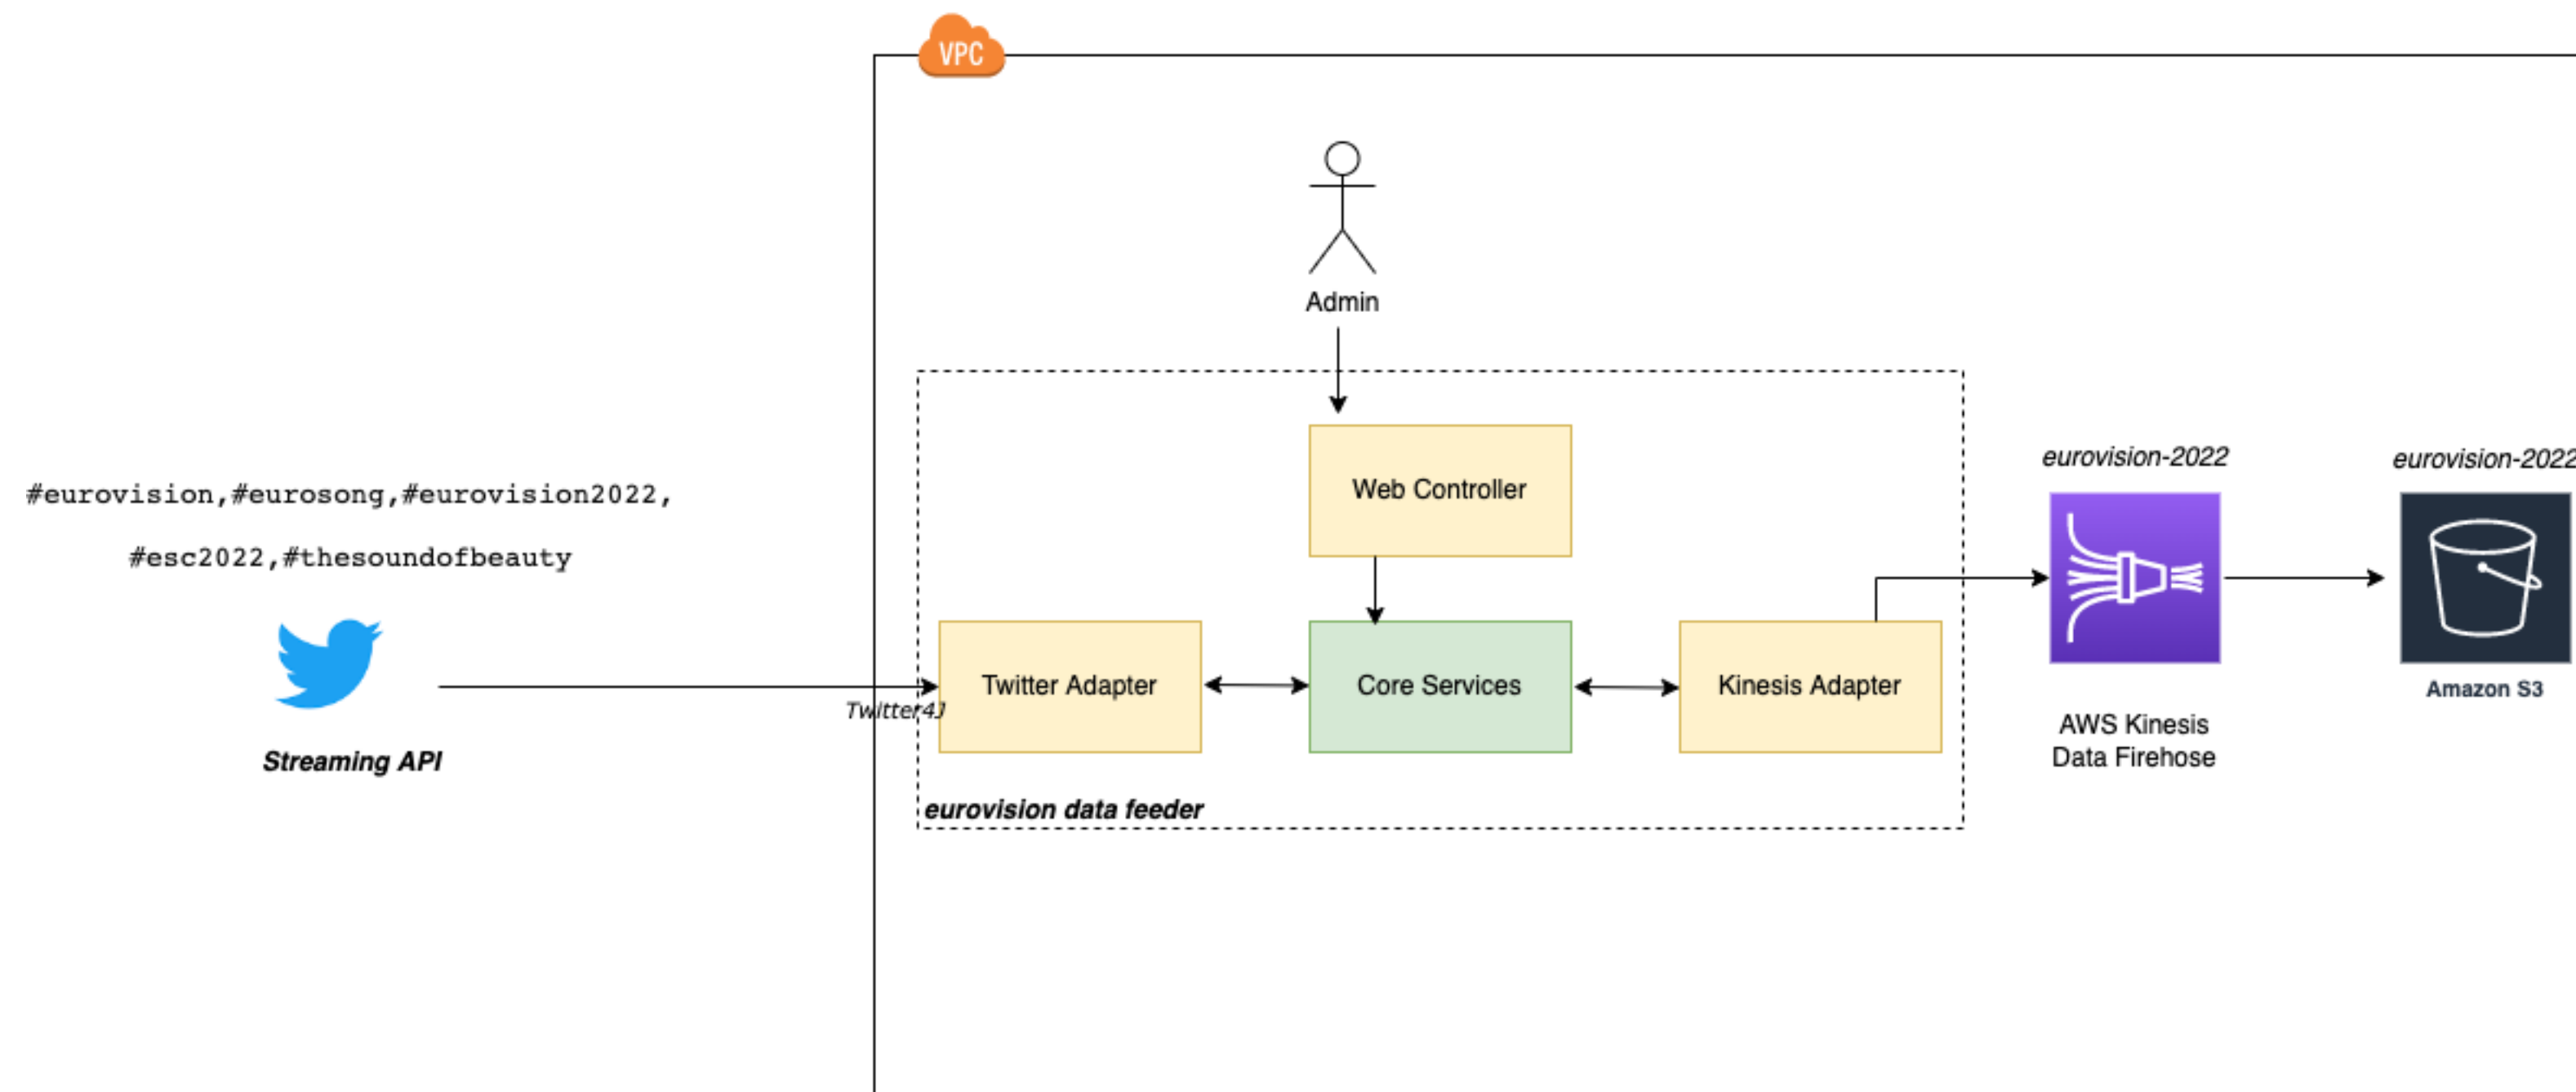 VPC
Admin
Web Controller
#eurovision,#eurosong,#eurovision2022,
#esc2022,#thesoundofbeauty
Streaming API
Twitter4J
Twitter Adapter
Core Services
Kinesis Adapter
eurovision data feeder
eurovision-2022
AWS Kinesis
Data Firehose
eurovision-2022
Amazon S3